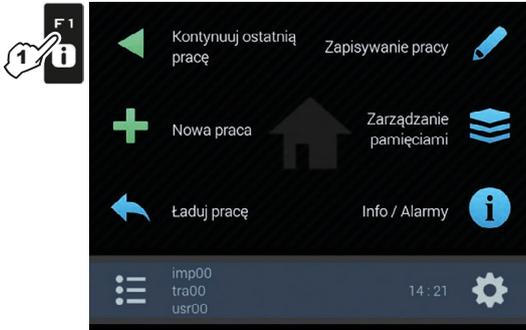 F1
1
Kontynuuj ostatnią
pracę
Zapisywanie pracy
Nowa praca
Zarządzanie
pamięciami
Ładuj pracę
Info / Alarmy
imp00
tra00
usr00
14:21